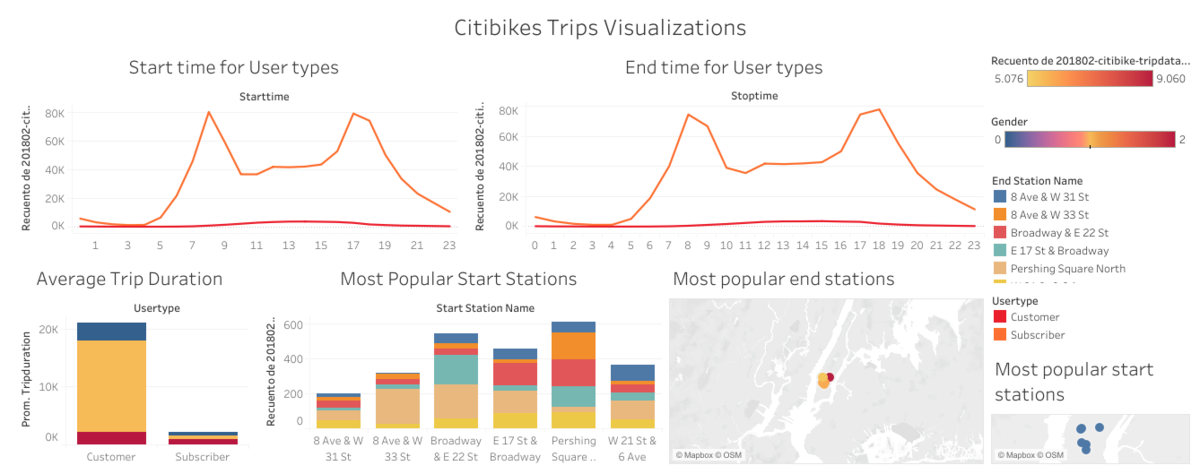 Citibikes Trips Visualizations
Start time for User types
Starttime
Recuento de 201802-cit..
80K
60K
40K
20K
0K
1
3
5
7
9
11
13
15
17
19
21
23
End time for User types
Stoptime
Recuento de 201802-citi..
80K
60K
40K
20K
0K
0
1
2
3
4
5
6
7
8
9
10
11
12
13
14
15
16
17
18
19
20
21
22
23
Recuento de 201802-citibike-tripdata...
5.076
9.060
Gender
0
2
End Station Name
8 Ave & W 31 St
8 Ave & W 33 St
Broadway & E 22 St
E 17 St & Broadway
Pershing Square North
Usertype
Customer
Subscriber
Average Trip Duration
Usertype
Prom. Tripduration
20K
10K
0K
Customer
Subscriber
Most Popular Start Stations
Start Station Name
Recuento de 201802..
600
400
200
0
8 Ave & W
31 St
8 Ave & W
33 St
Broadway
& E 22 St
E 17 St &
Broadway
Pershing
Square ..
W 21 St &
6 Ave
Most popular end stations
© Mapbox © OSM
Most popular start
stations
© Mapbox © OSM